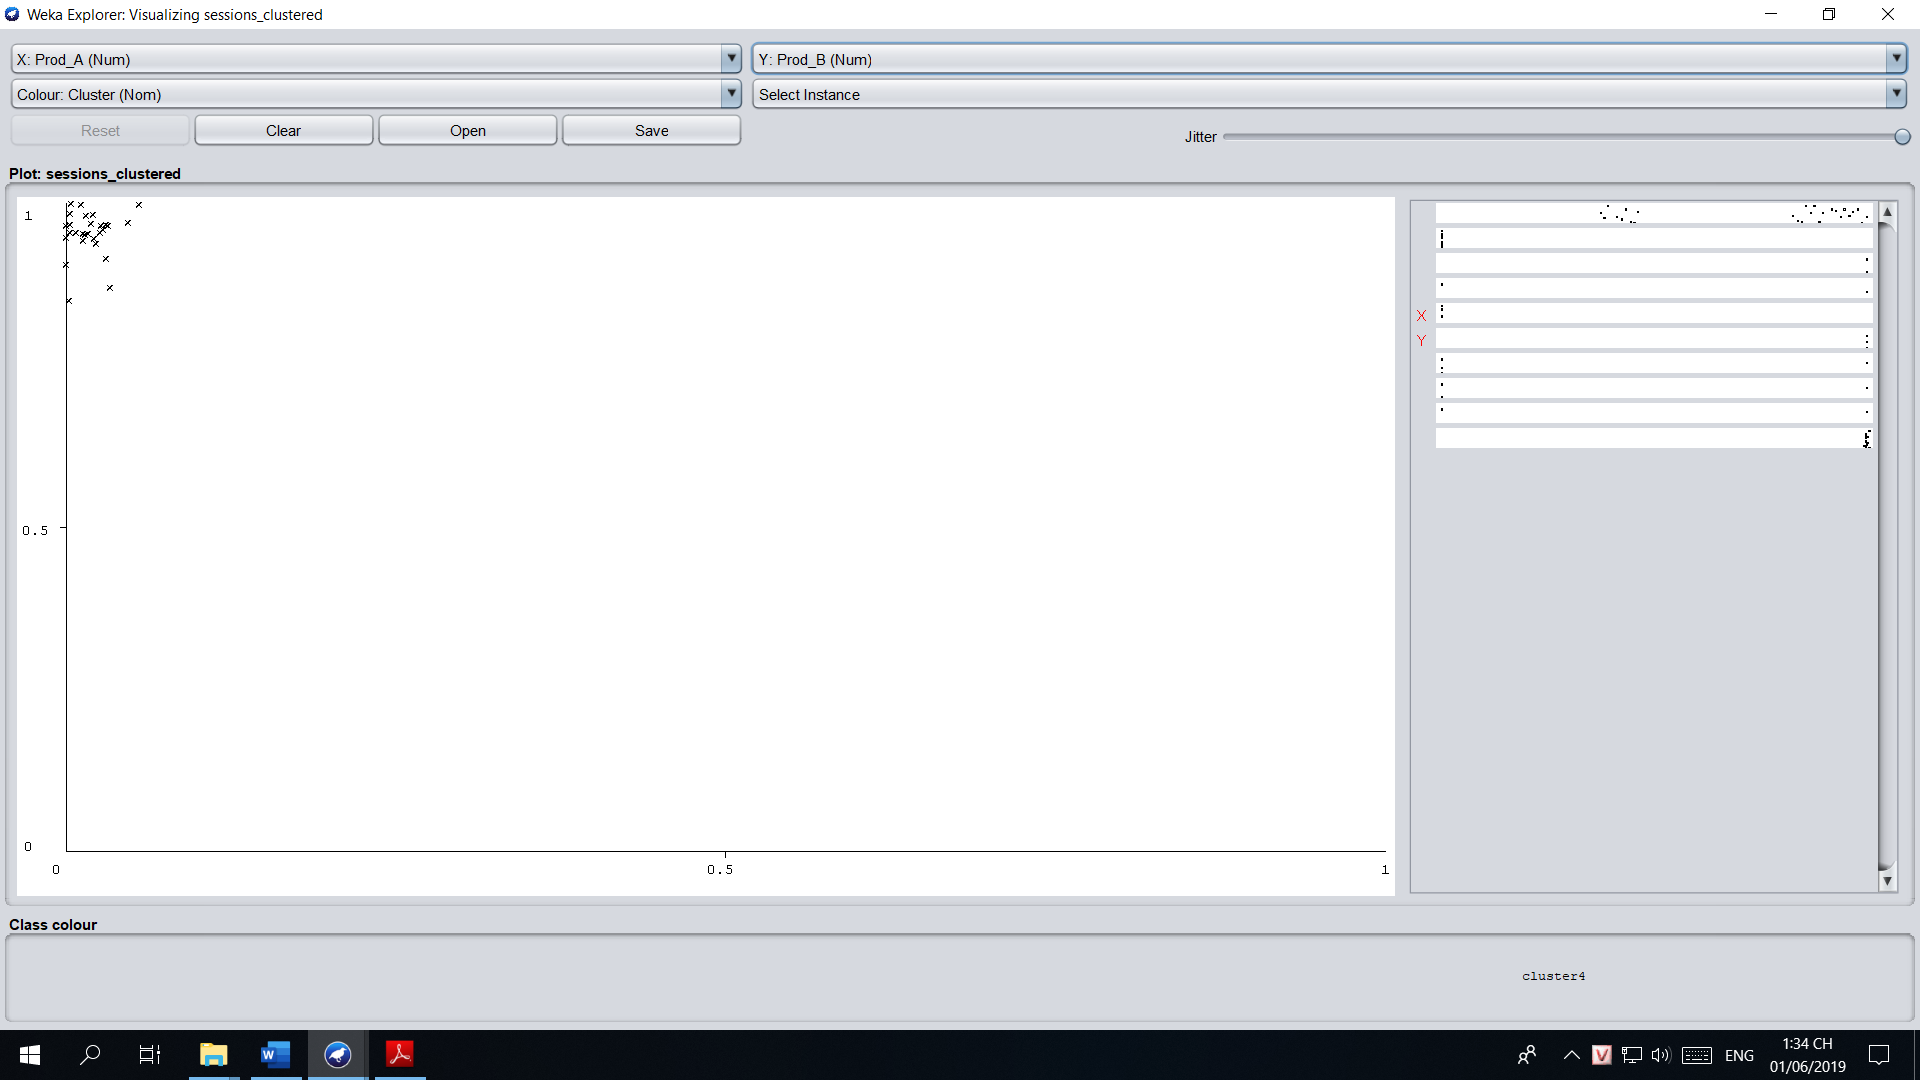 Weka Explorer: Visualizing sessions_clustered
X: Prod_A (Num)
Y: Prod_B (Num)
Colour: Cluster (Nom)
Select Instance
Reset
Clear
Open
Save
Jitter
Plot: sessions_clustered
1
0.5
0
0
0.5
1
X
Y
Class colour
cluster4
ENG
1:34 CH
01/06/2019